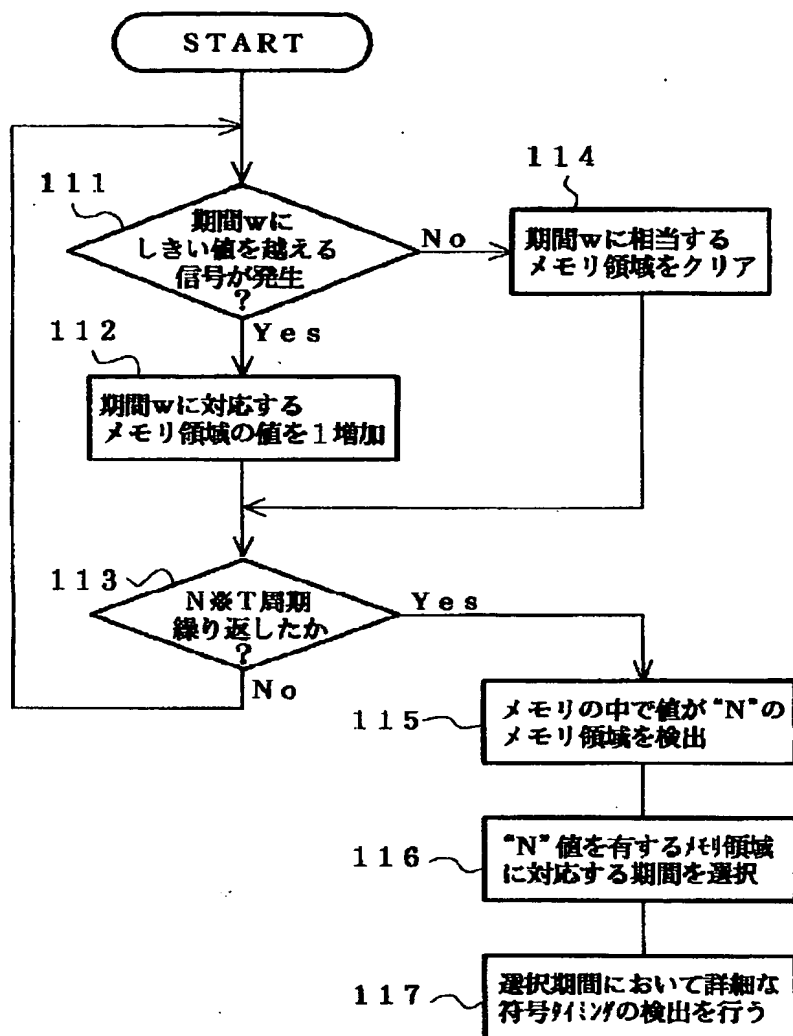 START
111
期間wに
しきい値を越える
信号が発生
?
No
Yes
114
期間wに相当する
メモリ領域をクリア
112
期間wに対応する
メモリ領域の値を1増加
113
N※T周期
繰り返したか
?
Yes
No
115
メモリの中で値が“N”の
メモリ領域を検出
116
“N”値を有するメモリ領域
に対応する期間を選択
117
選択期間において詳細な
符号タイミングの検出を行う